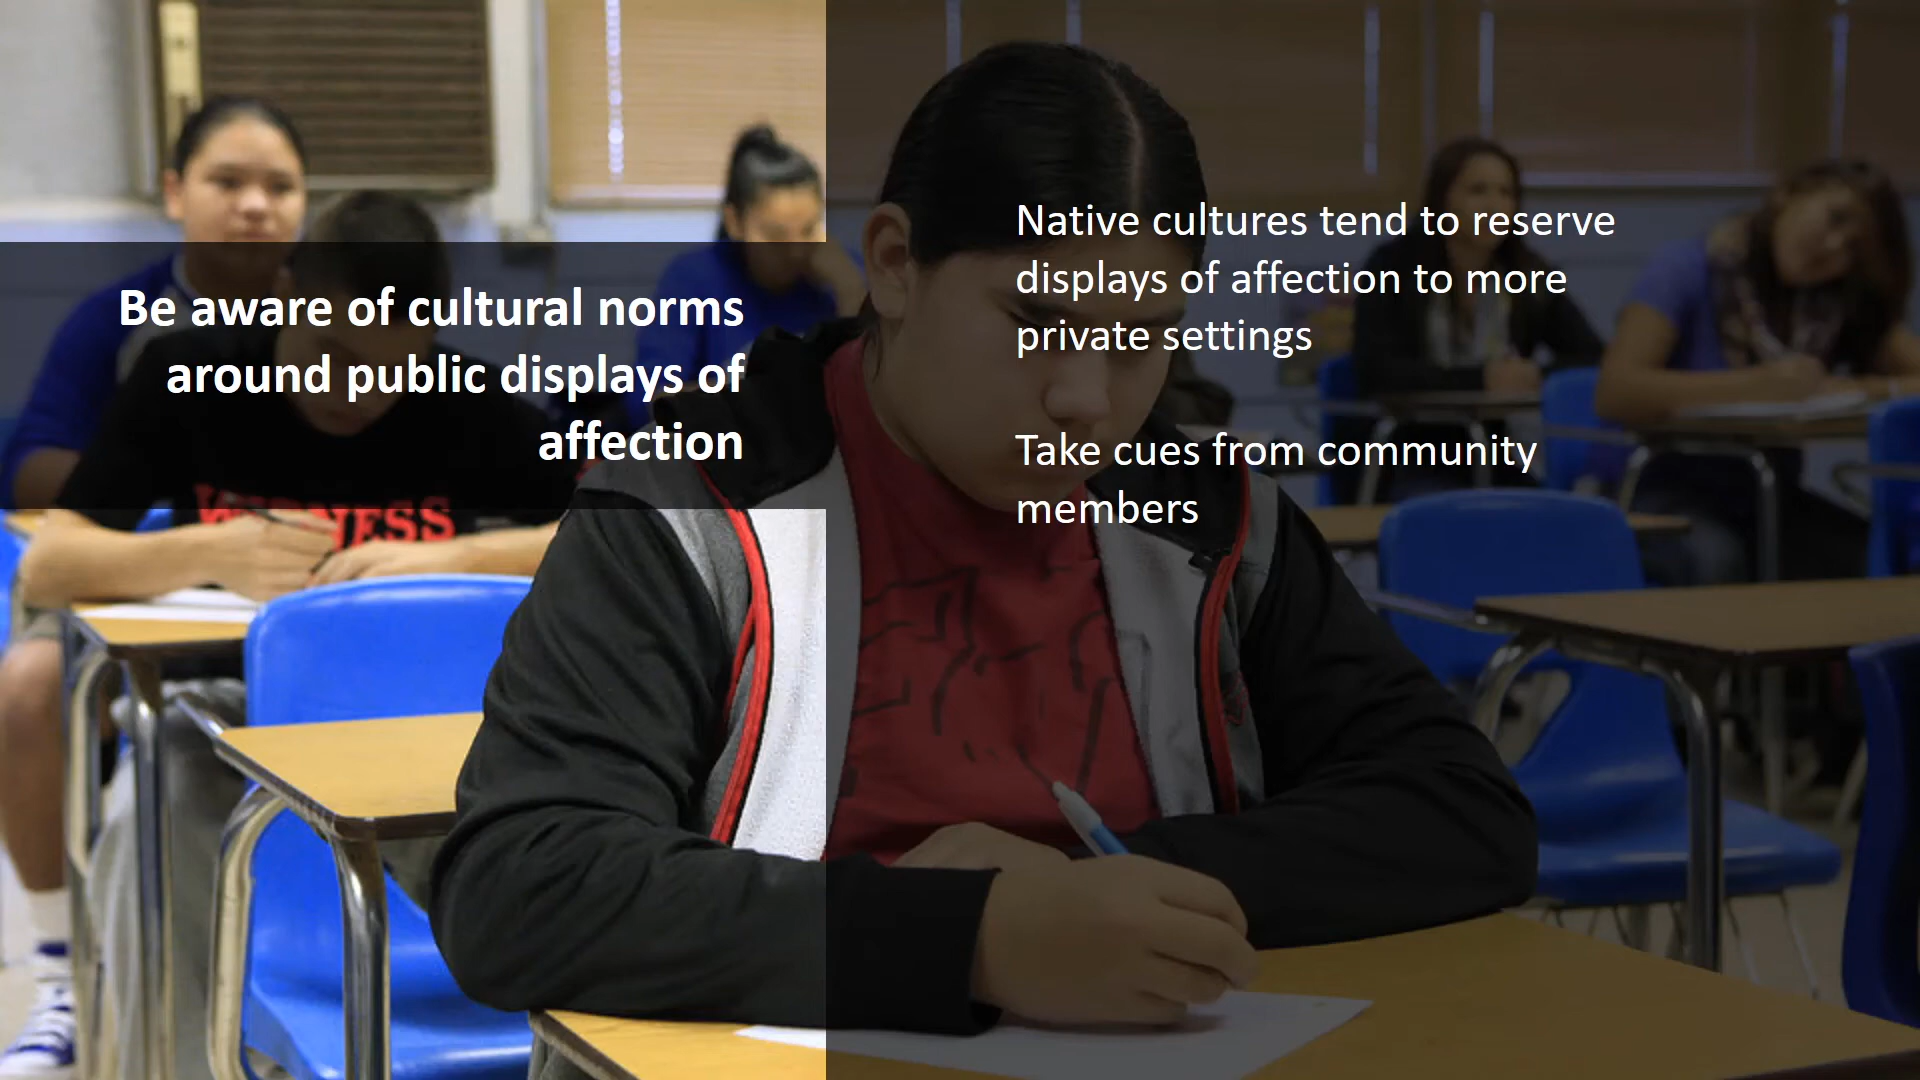 Be aware of cultural norms
around public displays of
affection
Native cultures tend to reserve
displays of affection to more
private settings
Take cues from community
members